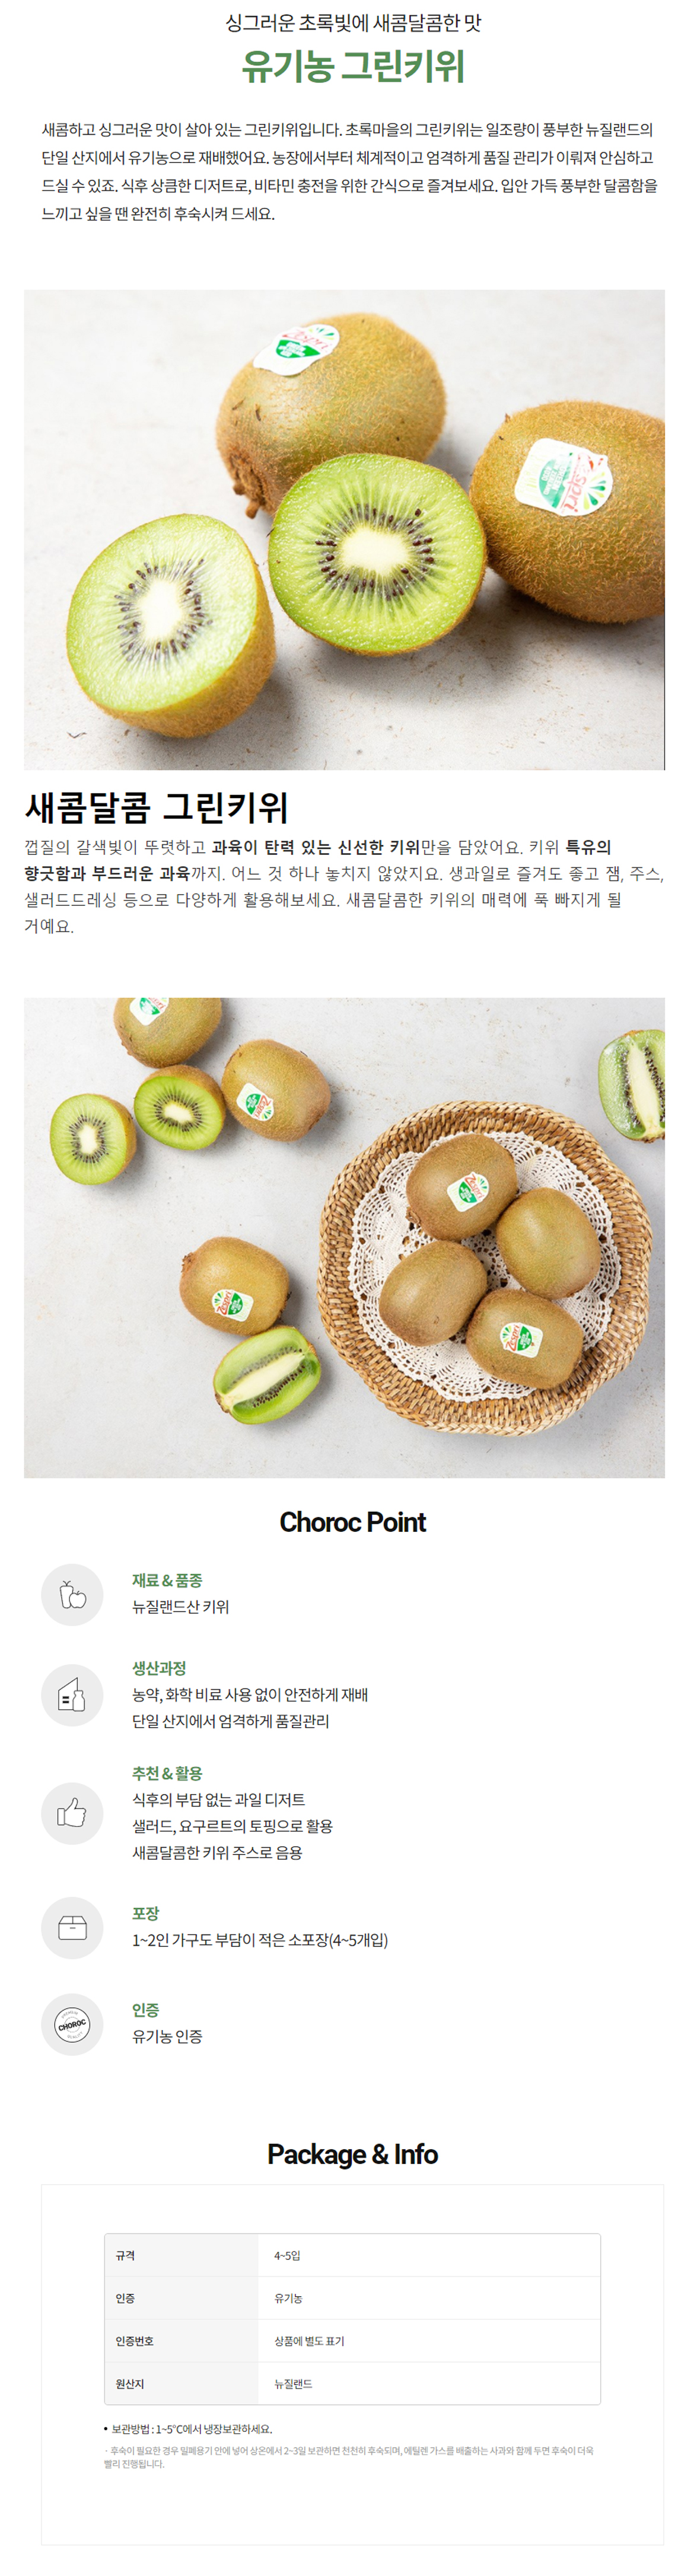 싱그러운 초록빛에 새콤달콤한 맛
유기농 그린키위
새콤하고 싱그러운 맛이 살아 있는 그린키위입니다. 초록마을의 그린키위는 일조량이 풍부한 뉴질랜드의
단일 산지에서 유기농으로 재배했어요. 농장에서부터 체계적이고 엄격하게 품질 관리가 이뤄져 안심하고
드실 수 있죠. 식후 상큼한 디저트로, 비타민 충전을 위한 간식으로 즐겨보세요. 입안 가득 풍부한 달콤함을
느끼고 싶을 땐 완전히 후숙시켜 드세요.
Zespri
새콤달콤 그린키위
껍질의 갈색빛이 뚜렷하고 과육이 탄력 있는 신선한 키위만을 담았어요. 키위 특유의
향긋함과 부드러운 과육까지. 어느 것 하나 놓치지 않았지요. 생과일로 즐겨도 좋고 잼, 주스,
샐러드드레싱 등으로 다양하게 활용해보세요. 새콤달콤한 키위의 매력에 푹 빠지게 될
거예요.
Zespri
Zespri
Zespri
Zespri
Choroc Point
재료 & 품종
뉴질랜드산 키위
생산과정
농약, 화학 비료 사용 없이 안전하게 재배
단일 산지에서 엄격하게 품질관리
추천 & 활용
식후의 부담 없는 과일 디저트
샐러드, 요구르트의 토핑으로 활용
새콤달콤한 키위 주스로 음용
포장
1~2인 가구도 부담이 적은 소포장(4~5개입)
CHOROC
인증
유기농 인증
Package & Info
규격 4~5입
인증 유기농
인증번호 상품에 별도 표기
원산지 뉴질랜드
• 보관방법 : 1~5℃에서 냉장보관하세요.
· 후숙이 필요한 경우 밀폐용기 안에 넣어 상온에서 2~3일 보관하면 천천히 후숙되며, 에틸렌 가스를 배출하는 사과와 함께 두면 후숙이 더욱
빨리 진행됩니다.